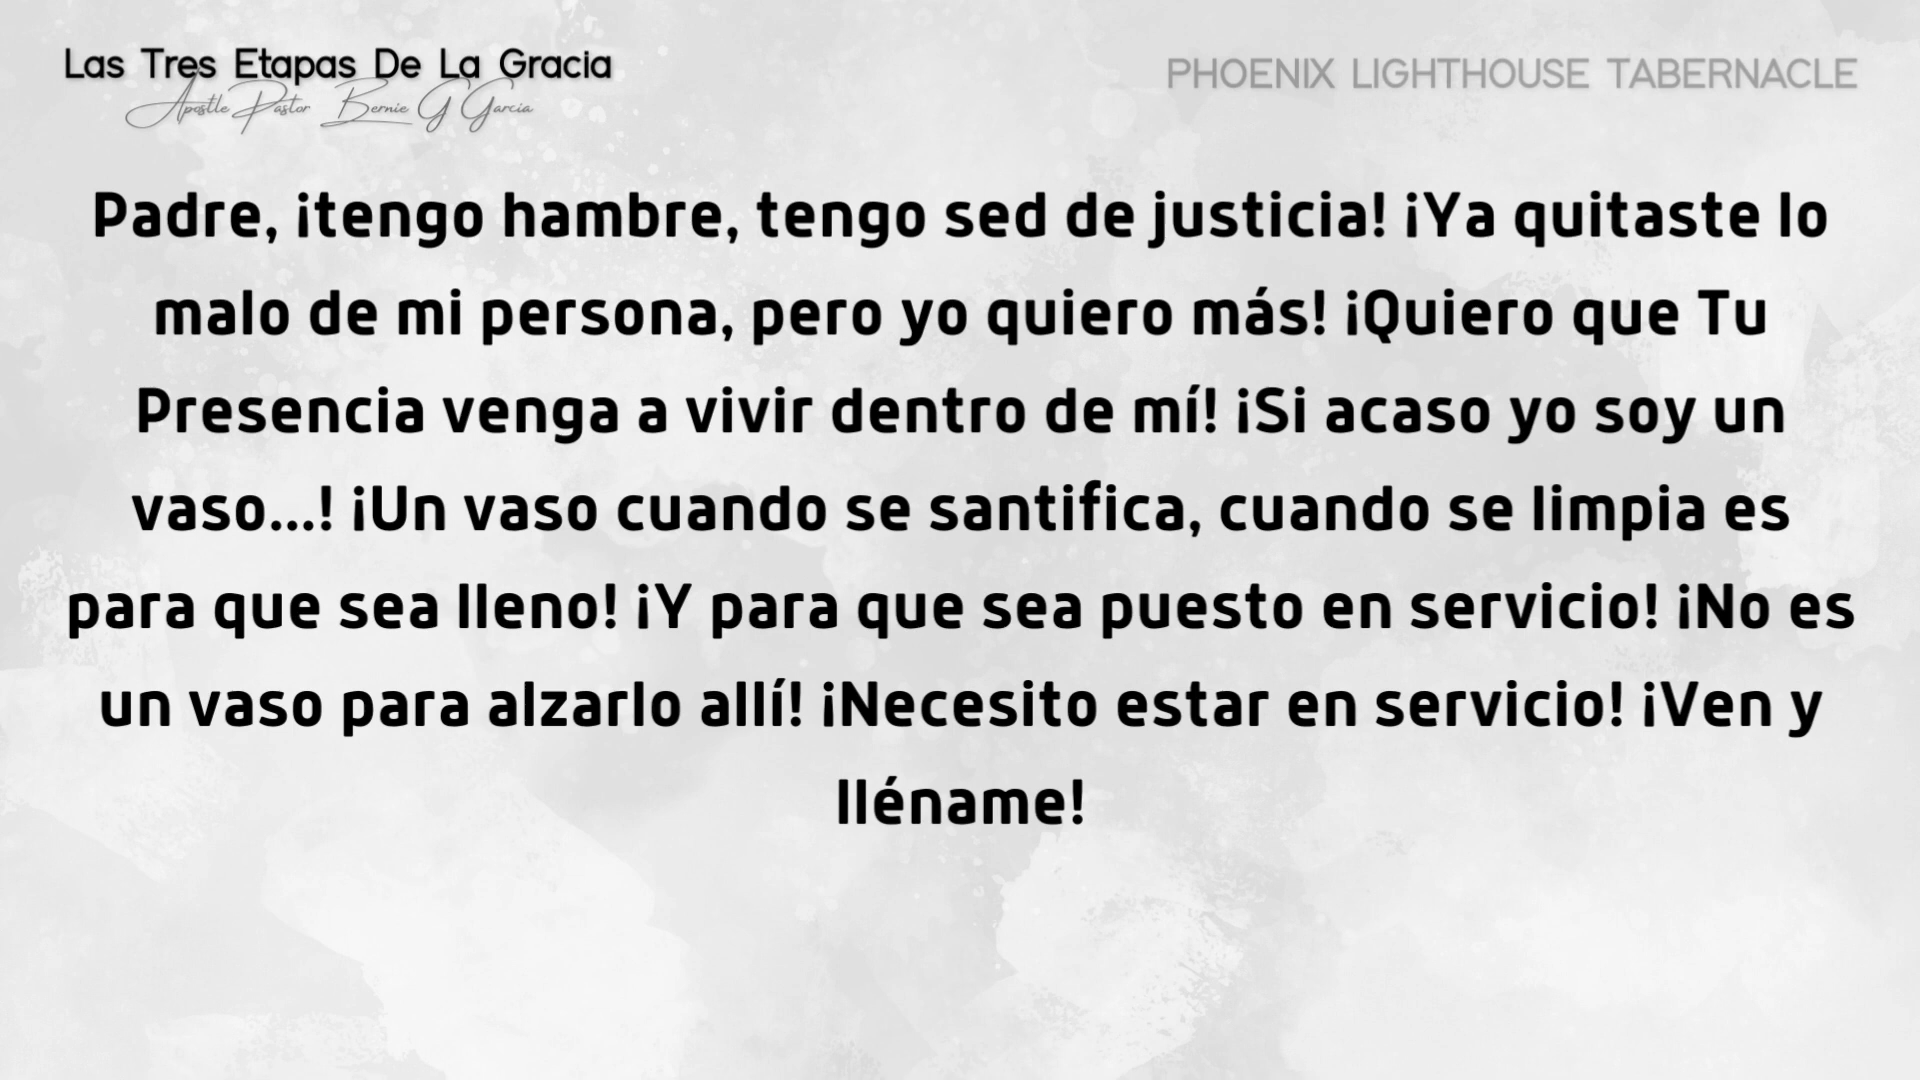 Las Tres Etapas De La Gracia
Apostle Pastor Bernie G Garcia
PHOENIX LIGHTHOUSE TABERNACLE
Padre, ¡tengo hambre, tengo sed de justicia! ¡Ya quitaste lo
malo de mi persona, pero yo quiero más! ¡Quiero que Tu
Presencia venga a vivir dentro de mí! ¡Si acaso yo soy un
vaso...! ¡Un vaso cuando se santifica, cuando se limpia es
para que sea lleno! ¡Y para que sea puesto en servicio! ¡No es
un vaso para alzarlo allí! ¡Necesito estar en servicio! ¡Ven y
lléname!